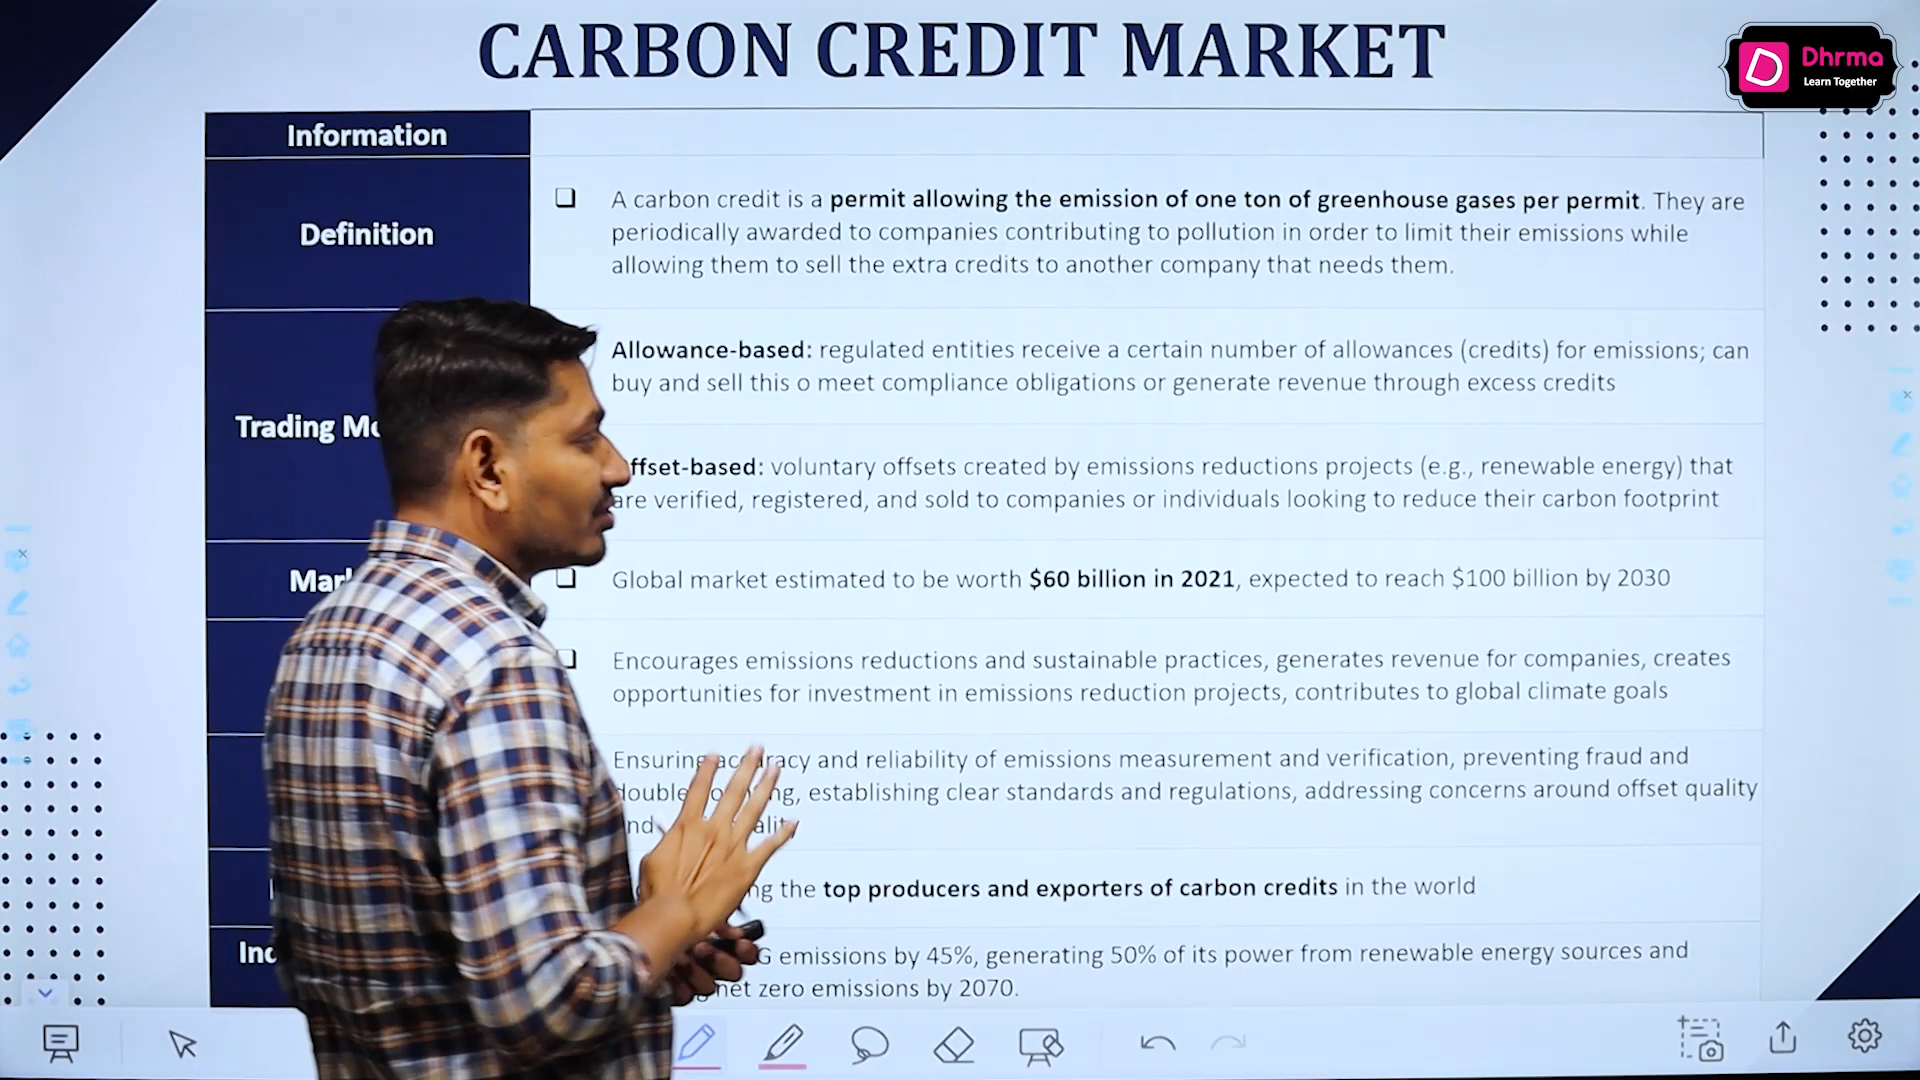 CARBON CREDIT MARKET
Dhrma
Learn Together
Information
Definition
A carbon credit is a permit allowing the emission of one ton of greenhouse gases per permit. They are
periodically awarded to companies contributing to pollution in order to limit their emissions while
allowing them to sell the extra credits to another company that needs them.
Trading
Allowance-based: regulated entities receive a certain number of allowances (credits) for emissions; can
buy and sell this o meet compliance obligations or generate revenue through excess credits
voluntary offsets created by emissions reductions projects (e.g., renewable energy) that
are verified, registered, and sold to companies or individuals looking to reduce their carbon footprint
Global market estimated to be worth $60 billion in 2021, expected to reach $100 billion by 2030
Encourages emissions reductions and sustainable practices, generates revenue for companies, creates
opportunities for investment in emissions reduction projects, contributes to global climate goals
Ensuring accuracy and reliability of emissions measurement and verification, preventing fraud and
establishing clear standards and regulations, addressing concerns around offset quality
the top producers and exporters of carbon credits in the world
emissions by 45%, generating 50% of its power from renewable energy sources and
net zero emissions by 2070.